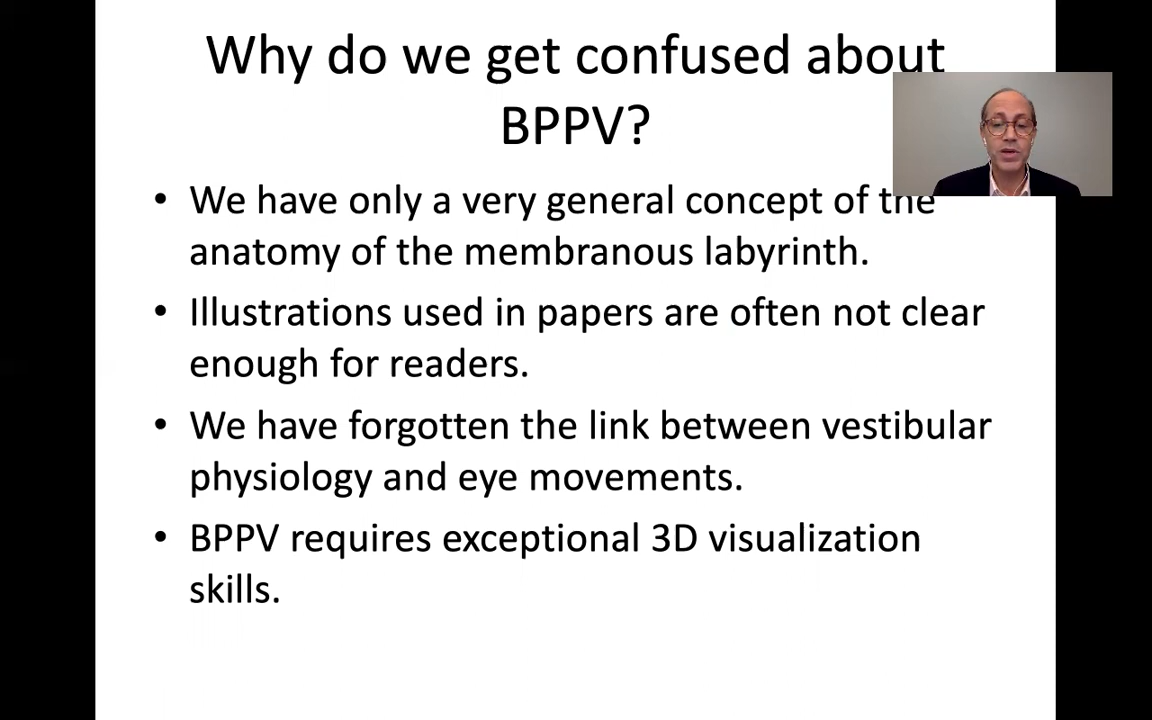 Why do we get confused about
BPPV?
• We have only a very general concept of the
anatomy of the membranous labyrinth.
• Illustrations used in papers are often not clear
enough for readers.
• We have forgotten the link between vestibular
physiology and eye movements.
• BPPV requires exceptional 3D visualization
skills.